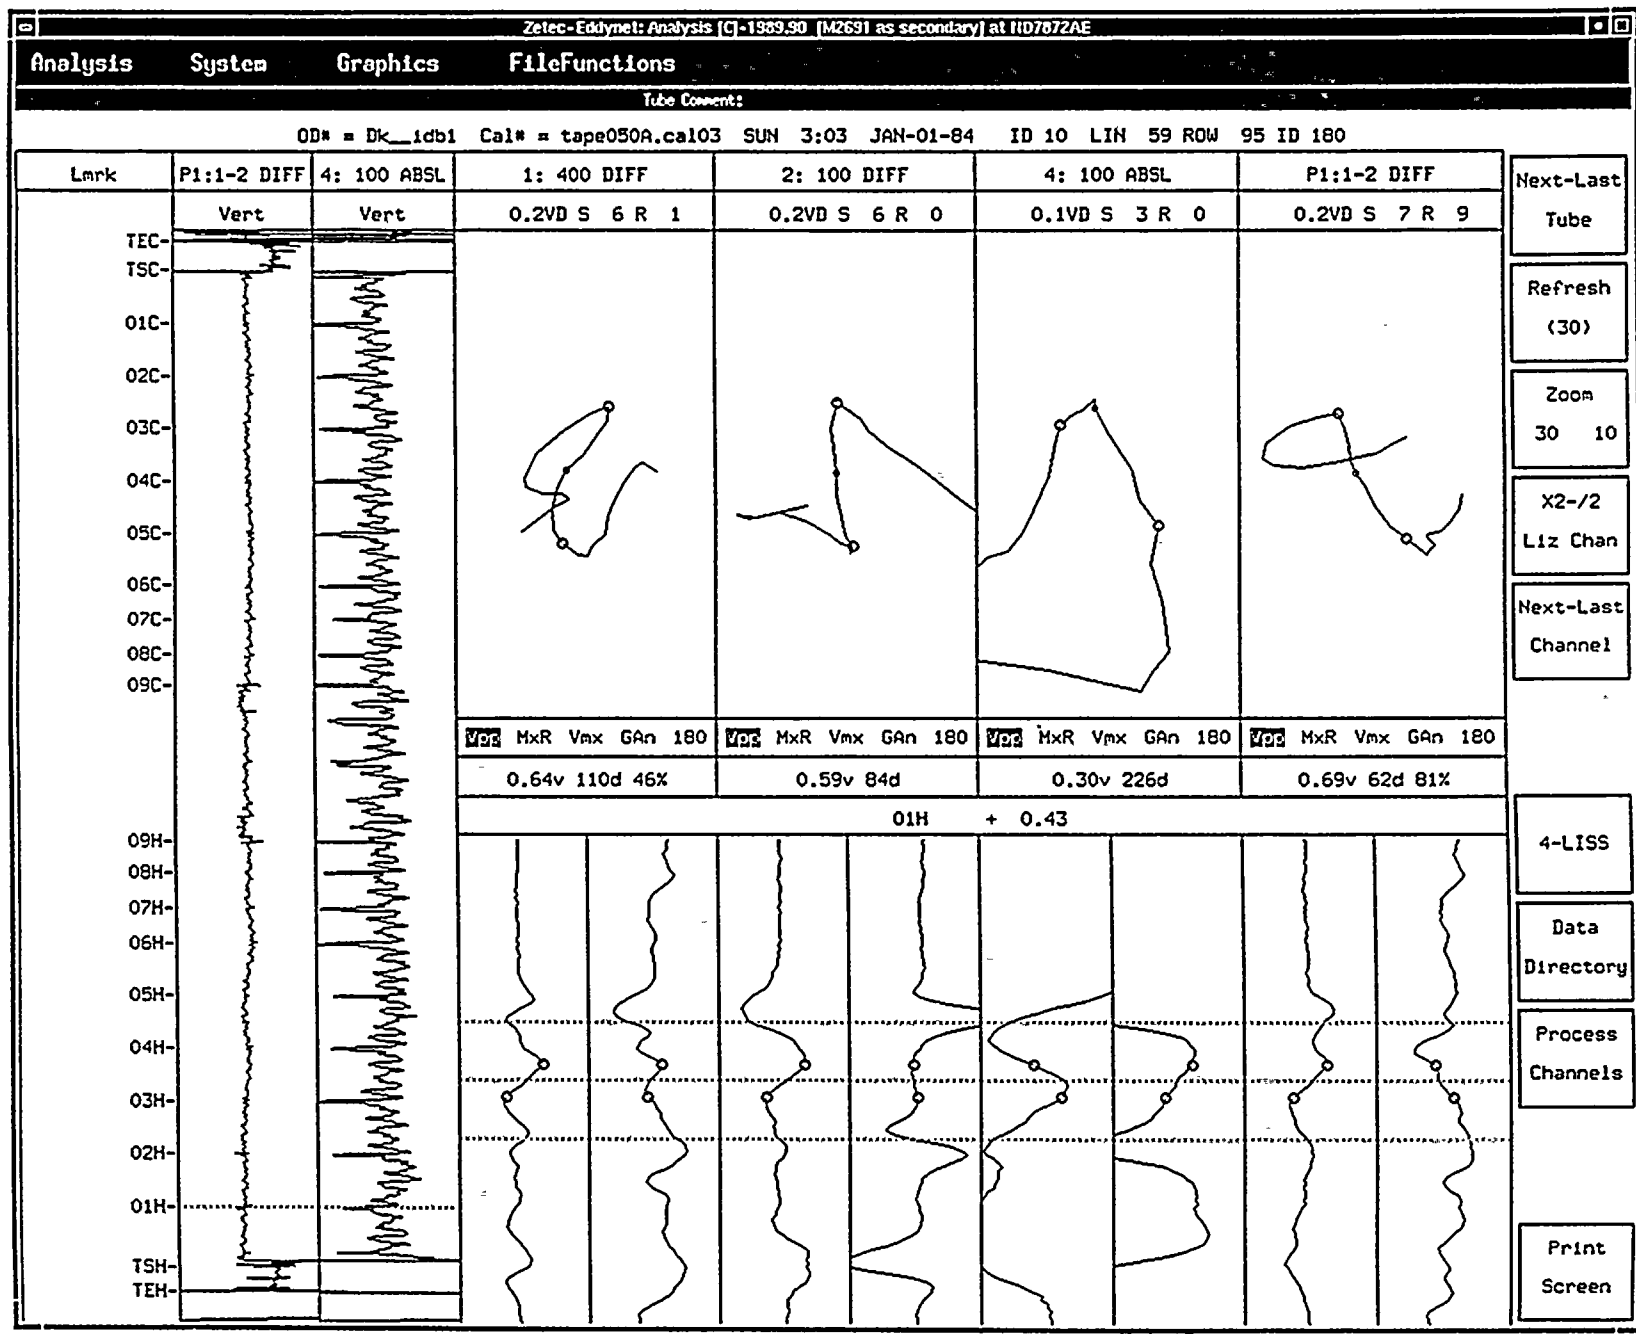 Zetec-Eddynet: Analysis [C]-1989,90 [M2691 as secondary] at ND7872AE
Analysis System Graphics FileFunctions
Tube Comment:
OD# = Dk__idb1 Cal# = tape050A.cal03 SUN 3:03 JAN-01-84 ID 10 LIN 59 ROW 95 ID 180
Lmrk P1:1-2 DIFF 4: 100 ABSL 1: 400 DIFF 2: 100 DIFF 4: 100 ABSL P1:1-2 DIFF
Vert Vert 0.2VD S 6 R 1 0.2VD S 6 R 0 0.1VD S 3 R 0 0.2VD S 7 R 9
TEC-
TSC-
01C-
02C-
03C-
04C-
05C-
06C-
07C-
08C-
09C-
Vpp MxR Vmx GAn 180 Vpp MxR Vmx GAn 180 Vpp MxR Vmx GAn 180 Vpp MxR Vmx GAn 180
0.64v 110d 46% 0.59v 84d 0.30v 226d 0.69v 62d 81%
01H + 0.43
09H-
08H-
07H-
06H-
05H-
04H-
03H-
02H-
01H-
TSH-
TEH-
Next-Last
Tube
Refresh
(30)
Zoom
30 10
X2-/2
Liz Chan
Next-Last
Channel
4-LISS
Data
Directory
Process
Channels
Print
Screen